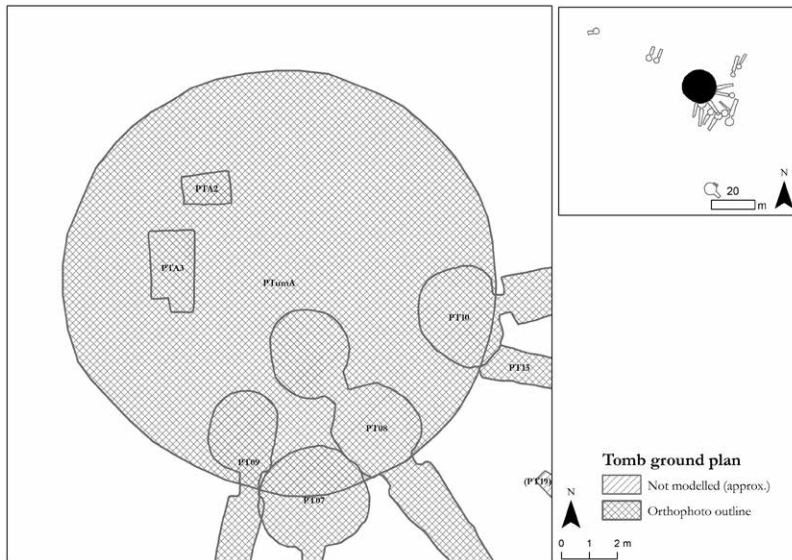 PTA2
PTA3
PTumA
PT10
PT15
PT08
PT09
PT07
(PT19)
N
20
m
Tomb ground plan
Not modelled (approx.)
Orthophoto outline
N
0 1 2 m